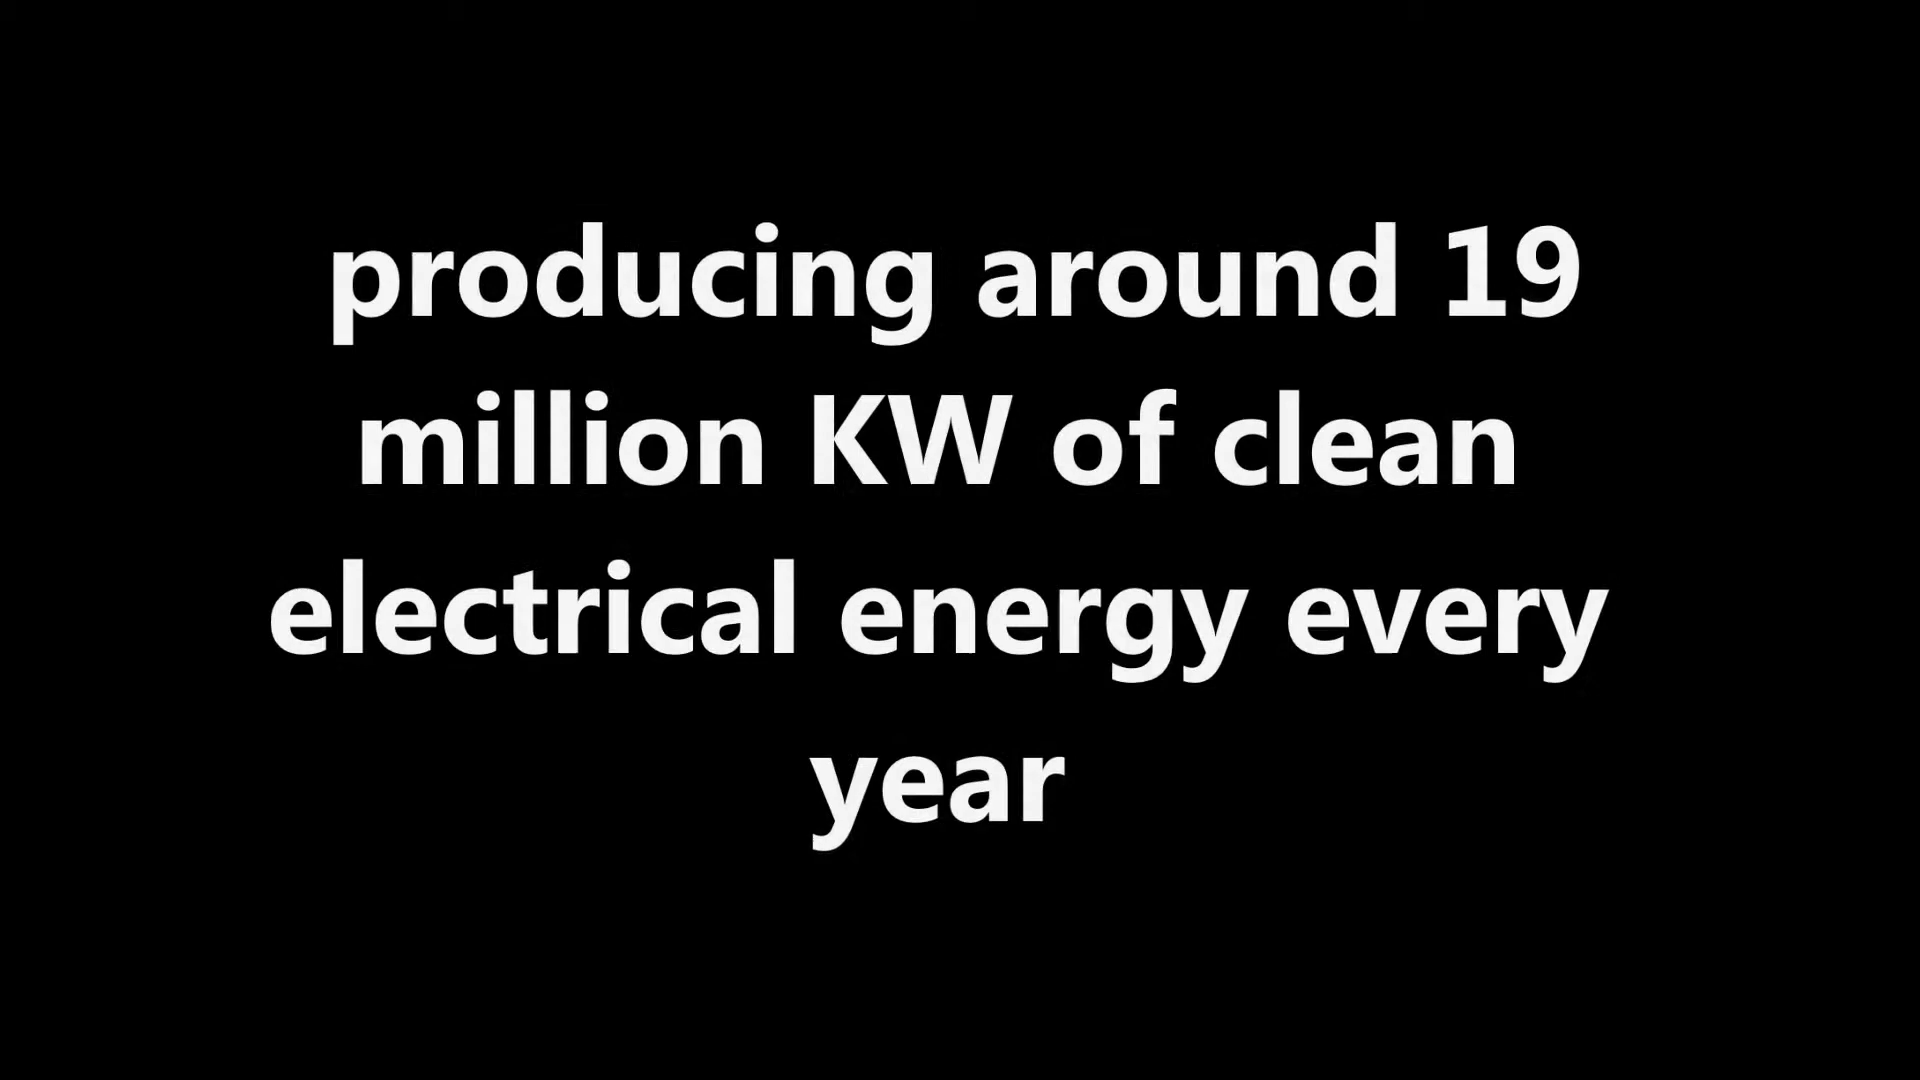 producing around 19
million KW of clean
electrical energy every
year